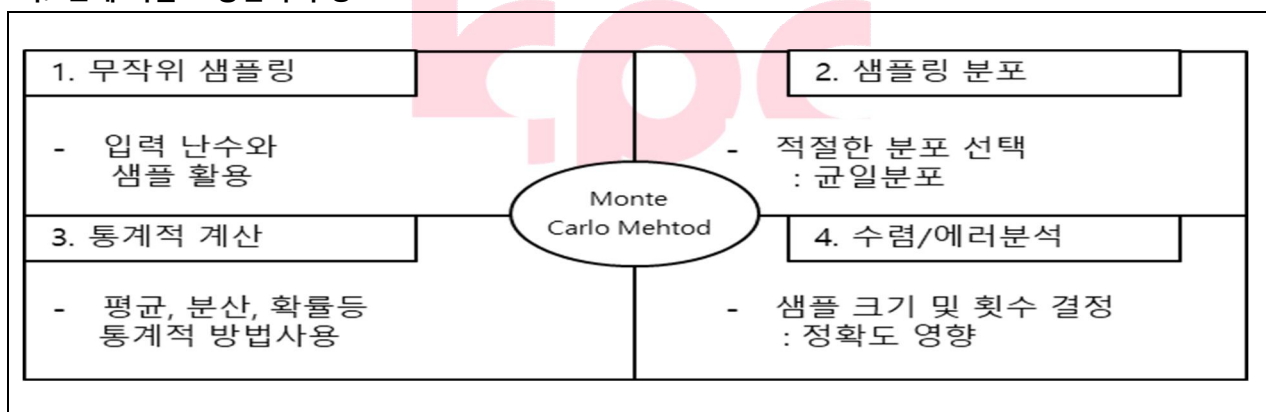 1. 무작위 샘플링
- 입력 난수와
샘플 활용
2. 샘플링 분포
- 적절한 분포 선택
: 균일분포
Monte
Carlo Mehtod
3. 통계적 계산
- 평균, 분산, 확률등
통계적 방법사용
4. 수렴/에러분석
- 샘플 크기 및 횟수 결정
: 정확도 영향